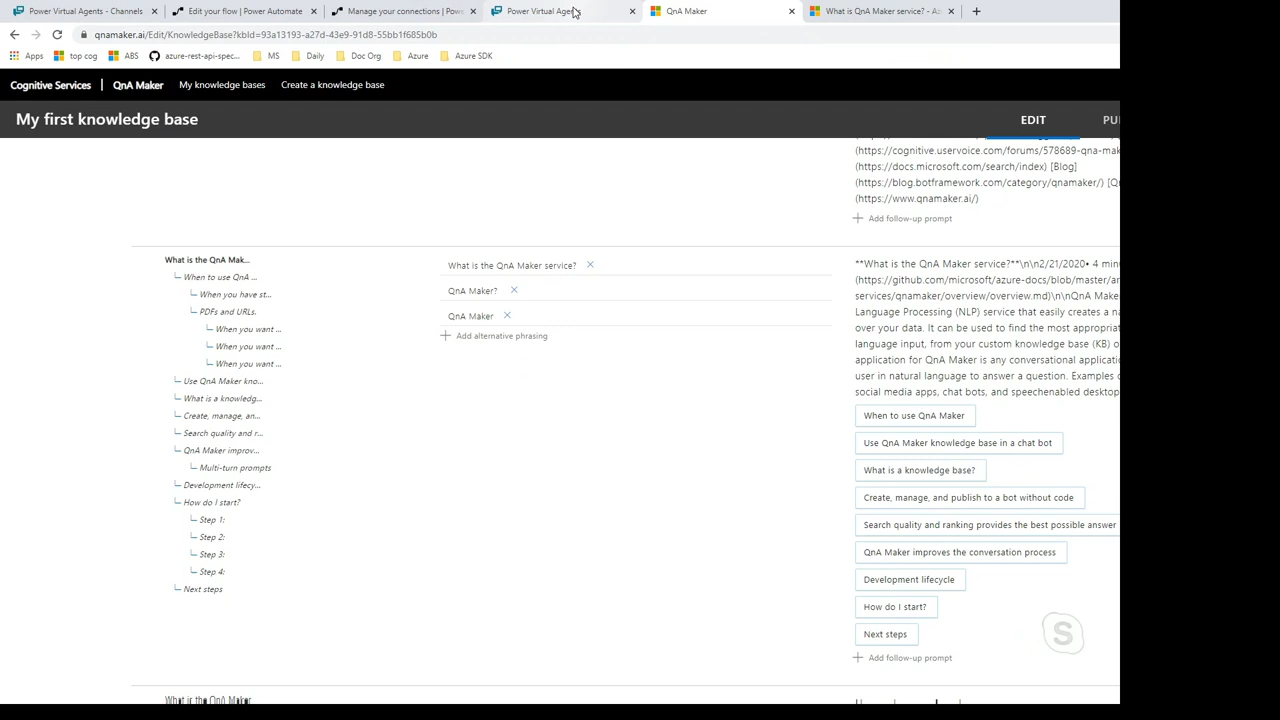 Power Virtual Agents - Channels
Edit your flow | Power Automate
Manage your connections | Pow
Power Virtual Agents
QnA Maker
What is QnA Maker service? - Az
qnamaker.ai/Edit/KnowledgeBase?kbId=93a13193-a27d-43e9-91d8-55bb1f685b0b
Apps
top cog
ABS
azure-rest-api-spec...
MS
Daily
Doc Org
Azure
Azure SDK
Cognitive Services | QnA Maker My knowledge bases Create a knowledge base
My first knowledge base
EDIT
PU
(https://cognitive.uservoice.com/forums/578689-qna-mak
(https://docs.microsoft.com/search/index) [Blog]
(https://blog.botframework.com/category/qnamaker/) [Q
(https://www.qnamaker.ai/)
Add follow-up prompt
What is the QnA Mak...
When to use QnA ...
When you have st...
PDFs and URLs.
When you want ...
When you want ...
When you want ...
Use QnA Maker kno...
What is a knowledg...
Create, manage, an...
Search quality and r...
QnA Maker improv...
Multi-turn prompts
Development lifecy...
How do I start?
Step 1:
Step 2:
Step 3:
Step 4:
Next steps
What is the QnA Maker service?
QnA Maker?
QnA Maker
Add alternative phrasing
**What is the QnA Maker service?**\n\n2/21/2020• 4 minu
(https://github.com/microsoft/azure-docs/blob/master/ar
services/qnamaker/overview/overview.md)\n\nQnA Make
Language Processing (NLP) service that easily creates a na
over your data. It can be used to find the most appropriat
language input, from your custom knowledge base (KB) o
application for QnA Maker is any conversational applicatio
user in natural language to answer a question. Examples o
social media apps, chat bots, and speechenabled desktop
When to use QnA Maker
Use QnA Maker knowledge base in a chat bot
What is a knowledge base?
Create, manage, and publish to a bot without code
Search quality and ranking provides the best possible answer
QnA Maker improves the conversation process
Development lifecycle
How do I start?
Next steps
Add follow-up prompt
What is the QnA Maker